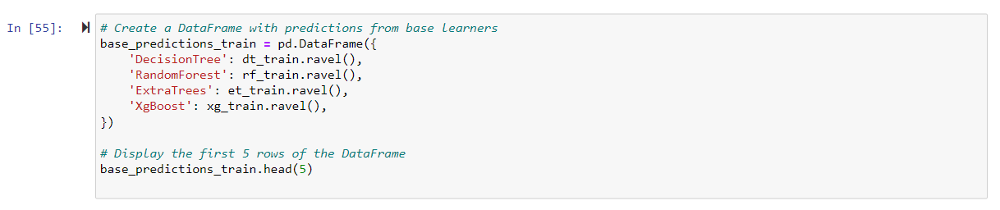 In [55]: # Create a DataFrame with predictions from base learners
base_predictions_train = pd.DataFrame({
    'DecisionTree': dt_train.ravel(),
    'RandomForest': rf_train.ravel(),
    'ExtraTrees': et_train.ravel(),
    'XgBoost': xg_train.ravel(),
})
# Display the first 5 rows of the DataFrame
base_predictions_train.head(5)